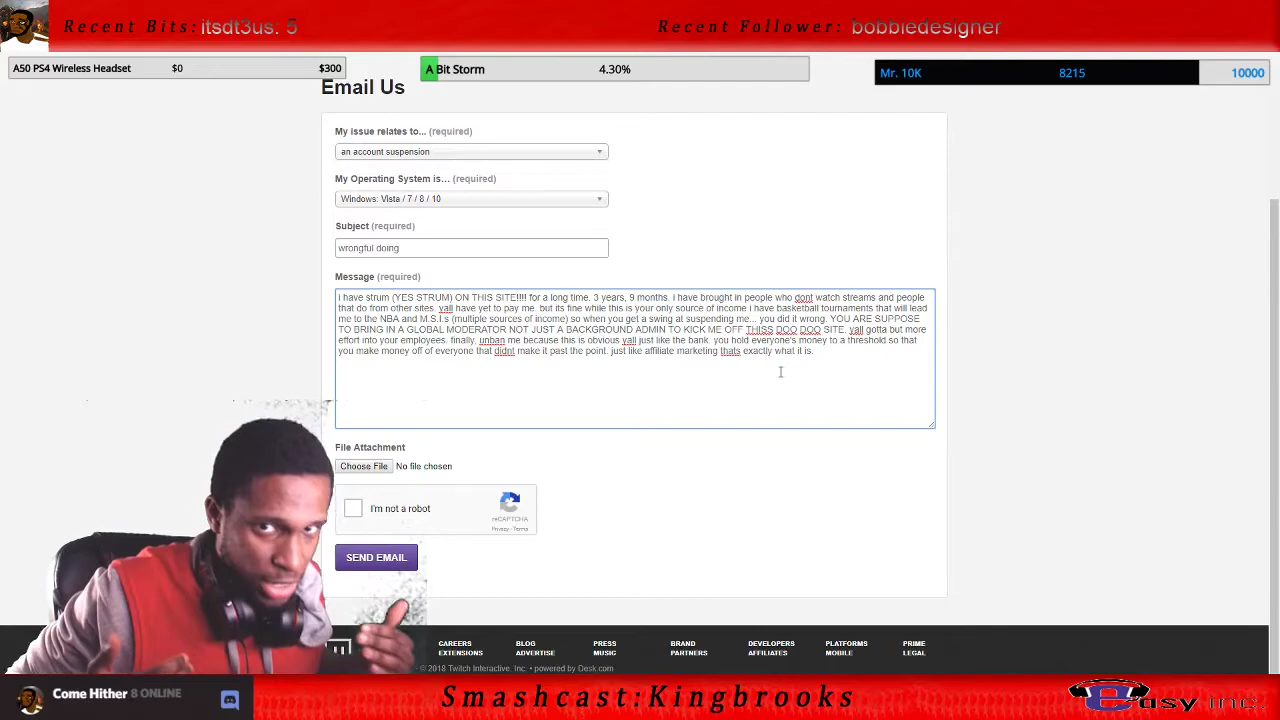 Recent Bits: itsdt3us: 5
Recent Follower: bobbiedesigner
A50 PS4 Wireless Headset $0 $300
A Bit Storm 4.30%
Mr. 10K 8215 10000
Email Us
My issue relates to... (required)
an account suspension
My Operating System is... (required)
Windows: Vista / 7 / 8 / 10
Subject (required)
wrongful doing
Message (required)
i have strum (YES STRUM) ON THIS SITE!!!! for a long time. 3 years, 9 months. i have brought in people who dont watch streams and people
that do from other sites. yall have yet to pay me. but its fine while this is your only source of income i have basketball tournaments that will lead
me to the NBA and M.S.I.s (multiple sources of income) so when you get a swing at suspending me... you did it wrong. YOU ARE SUPPOSE
TO BRING IN A GLOBAL MODERATOR NOT JUST A BACKGROUND ADMIN TO KICK ME OFF THISS DOO DOO SITE. yall gotta but more
effort into your employees. finally, unban me because this is obvious yall just like the bank. you hold everyone's money to a threshold so that
you make money off of everyone that didnt make it past the point. just like affiliate marketing thats exactly what it is.
File Attachment
Choose File No file chosen
I'm not a robot
reCAPTCHA
Privacy - Terms
SEND EMAIL
CAREERS BLOG PRESS BRAND DEVELOPERS PLATFORMS PRIME
EXTENSIONS ADVERTISE MUSIC PARTNERS AFFILIATES MOBILE LEGAL
© 2018 Twitch Interactive, Inc. • powered by Desk.com
Come Hither 8 ONLINE
Smashcast:Kingbrooks
easy inc.